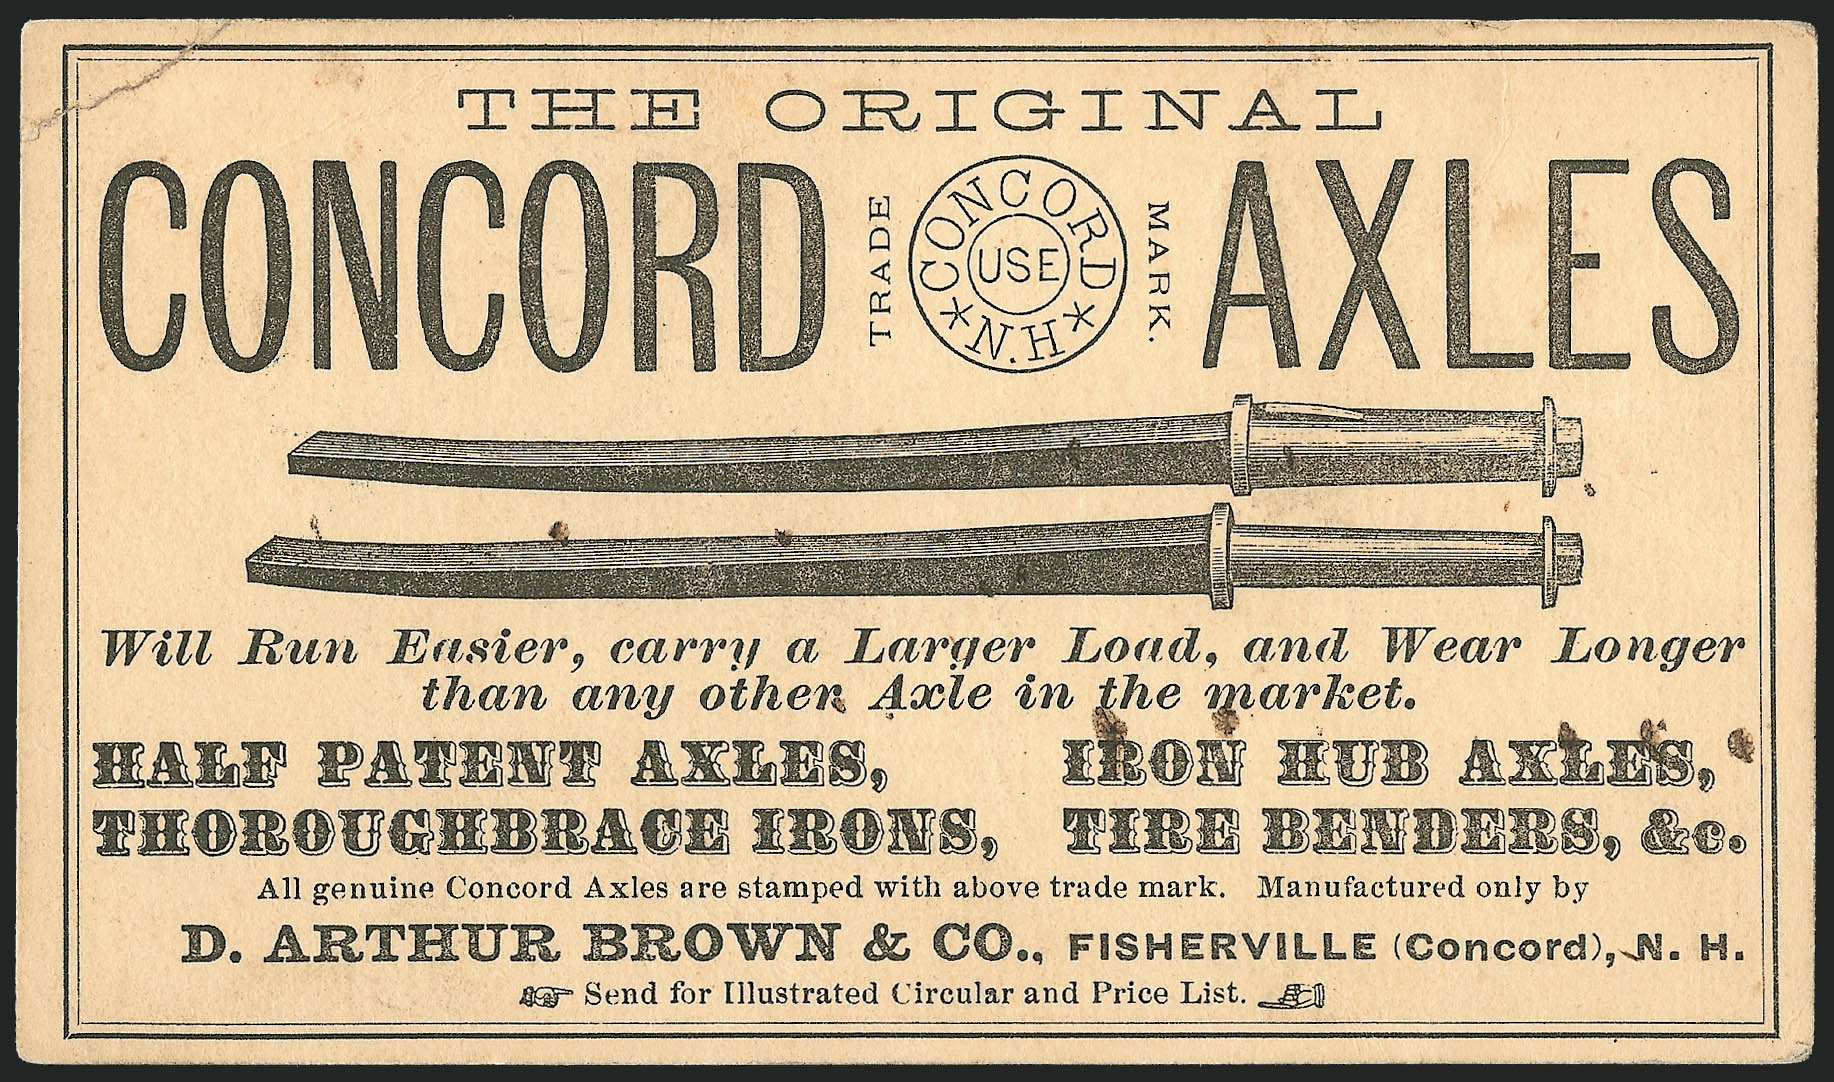 THE ORIGINAL
CONCORD AXLES
TRADE MARK.
CONCORD
USE
* N.H *
Will Run Easier, carry a Larger Load, and Wear Longer
than any other Axle in the market.
HALF PATENT AXLES, IRON HUB AXLES,
THOROUGHBRACE IRONS, TIRE BENDERS, &c.
All genuine Concord Axles are stamped with above trade mark. Manufactured only by
D. ARTHUR BROWN & CO., FISHERVILLE (Concord), N. H.
☞ Send for Illustrated Circular and Price List. ☜